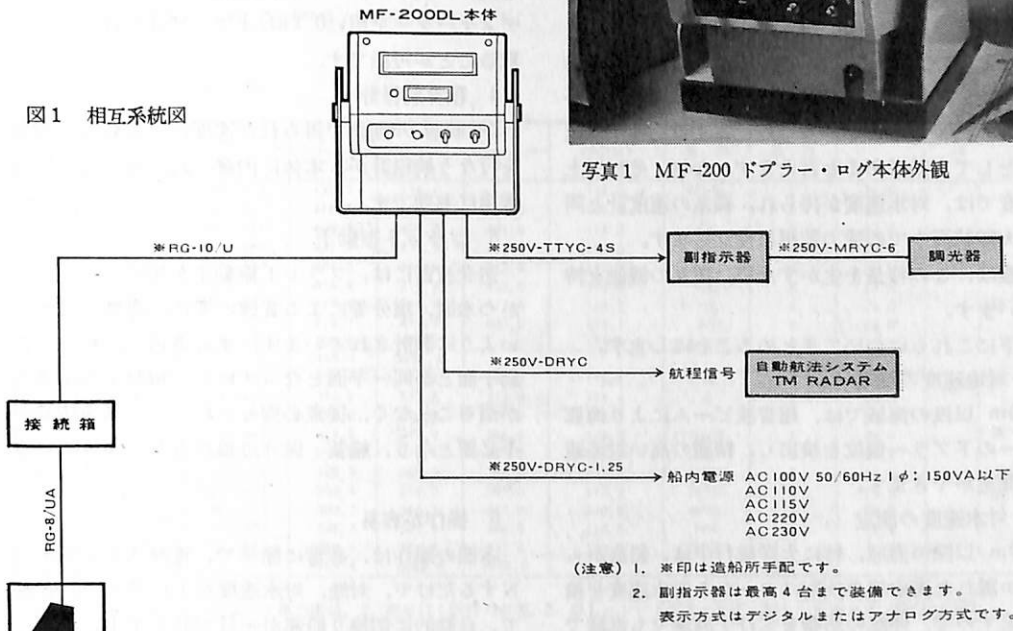 MF-200DL本体
図1 相互系統図
写真1 MF-200 ドプラー・ログ本体外観
※RG-10/U
※250V-TTYC-4S
副指示器
※250V-MRYC-6
調光器
※250V-DRYC
航程信号
自動航法システム
TM RADAR
接続箱
※250V-DRYC-1.25
船内電源 AC100V 50/60Hz 1φ; 150VA以下
AC110V
AC115V
AC220V
AC230V
RG-8/UA
(注意) 1. ※印は造船所手配です。
2. 副指示器は最高4台まで装備できます。
表示方式はデジタルまたはアナログ方式です。